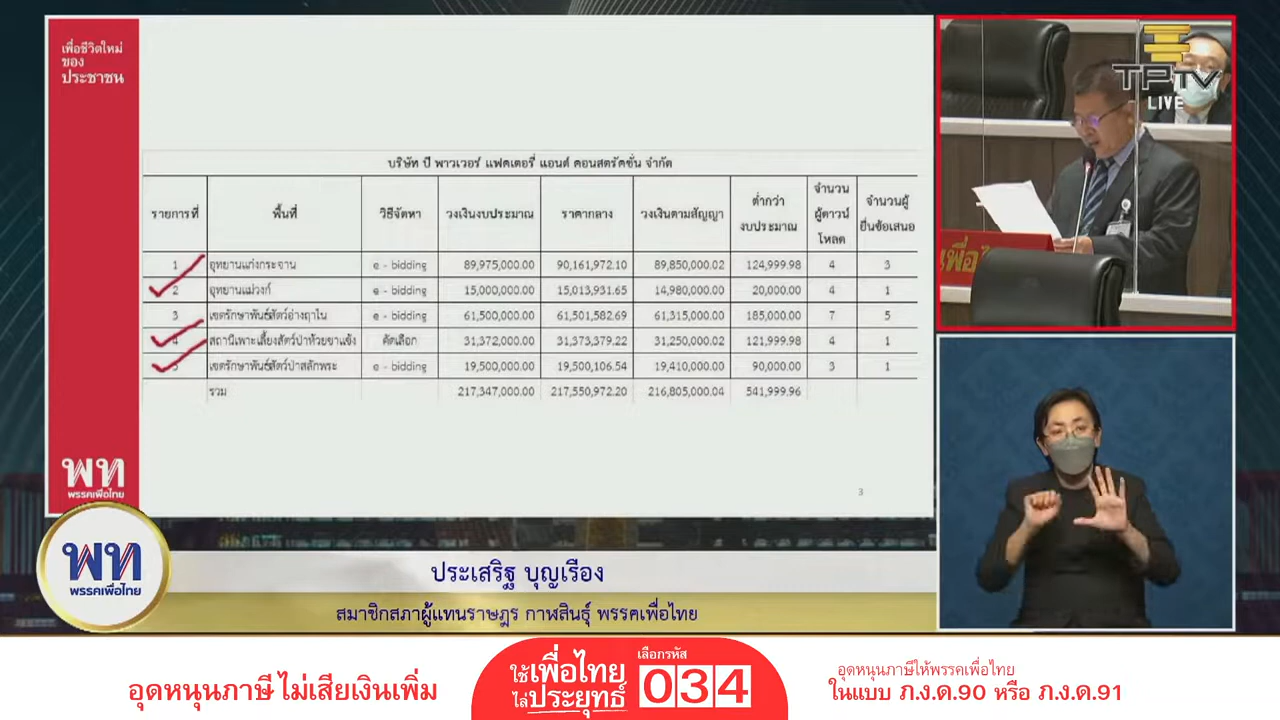 เพื่อชีวิตใหม่
ของ
ประชาชน
บริษัท บี พาวเวอร์ แฟคเตอรี่ แอนด์ คอนสตรัคชั่น จำกัด
รายการที่ พื้นที่ วิธีจัดหา วงเงินงบประมาณ ราคากลาง วงเงินตามสัญญา ต่ำกว่างบประมาณ จำนวนผู้ดาวน์โหลด จำนวนผู้ยื่นข้อเสนอ
1 อุทยานแก่งกระจาน e - bidding 89,975,000.00 90,161,972.10 89,850,000.02 124,999.98 4 3
2 อุทยานแม่วงก์ e - bidding 15,000,000.00 15,013,931.65 14,980,000.00 20,000.00 4 1
3 เขตรักษาพันธ์สัตว์อ่างฤาใน e - bidding 61,500,000.00 61,501,582.69 61,315,000.00 185,000.00 7 5
4 สถานีเพาะเลี้ยงสัตว์ป่าห้วยขาแข้ง คัดเลือก 31,372,000.00 31,373,379.22 31,250,000.02 121,999.98 4 1
5 เขตรักษาพันธ์สัตว์ป่าสลักพระ e - bidding 19,500,000.00 19,500,106.54 19,410,000.00 90,000.00 3 1
รวม 217,347,000.00 217,550,972.20 216,805,000.04 541,999.96
3
พท
พรรคเพื่อไทย
TPTV
LIVE
เพื่อไ
พท
พรรคเพื่อไทย
ประเสริฐ บุญเรือง
สมาชิกสภาผู้แทนราษฎร กาฬสินธุ์ พรรคเพื่อไทย
อุดหนุนภาษี ไม่เสียเงินเพิ่ม
ใช้เพื่อไทย
ไล่ประยุทธ์
เลือกรหัส
034
อุดหนุนภาษีให้พรรคเพื่อไทย
ในแบบ ภ.ง.ด.90 หรือ ภ.ง.ด.91